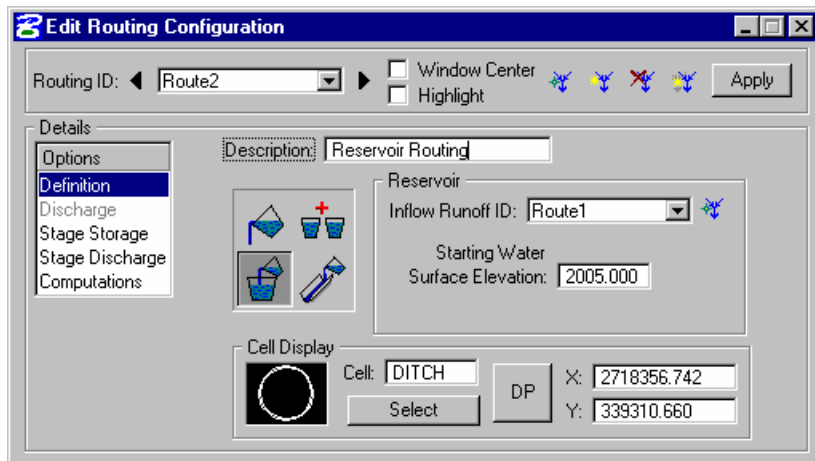 Edit Routing Configuration
Routing ID: Route2 Window Center Apply
Highlight
Details
Options Description: Reservoir Routing
Definition Reservoir
Discharge Inflow Runoff ID: Route1
Stage Storage
Stage Discharge Starting Water
Computations Surface Elevation: 2005.000
Cell Display
Cell: DITCH DP X: 2718356.742
Select Y: 339310.660